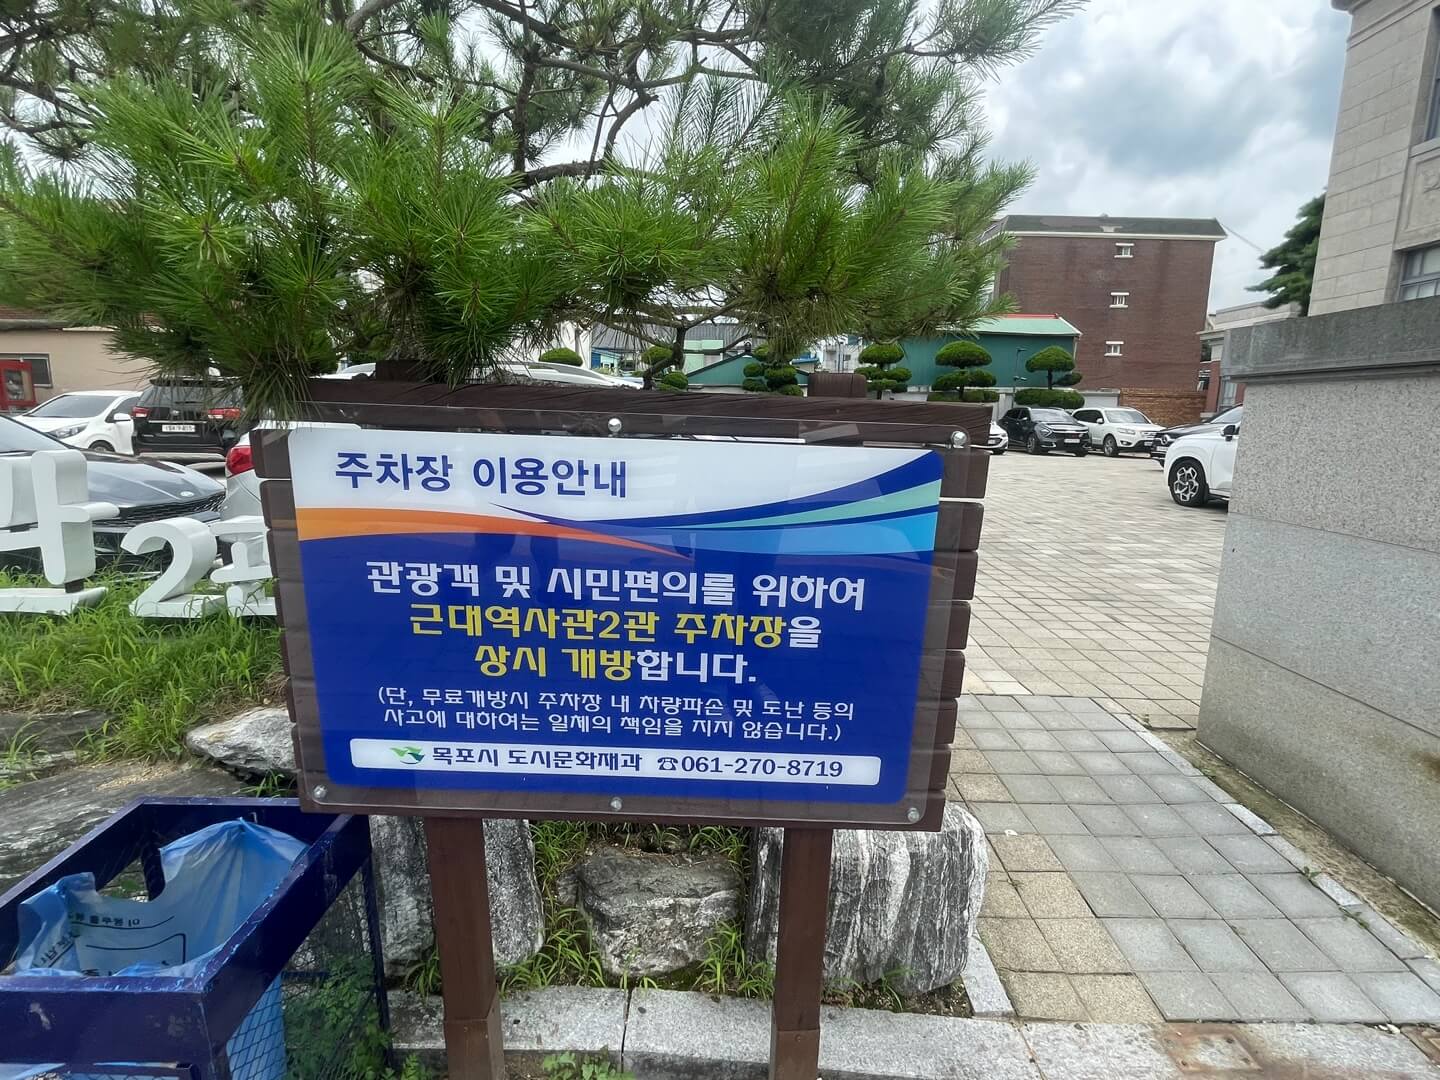 주차장 이용안내
관광객 및 시민편의를 위하여
근대역사관2관 주차장을
상시 개방합니다.
(단, 무료개방시 주차장 내 차량파손 및 도난 등의
사고에 대하여는 일체의 책임을 지지 않습니다.)
목포시 도시문화재과 ☎061-270-8719
2관